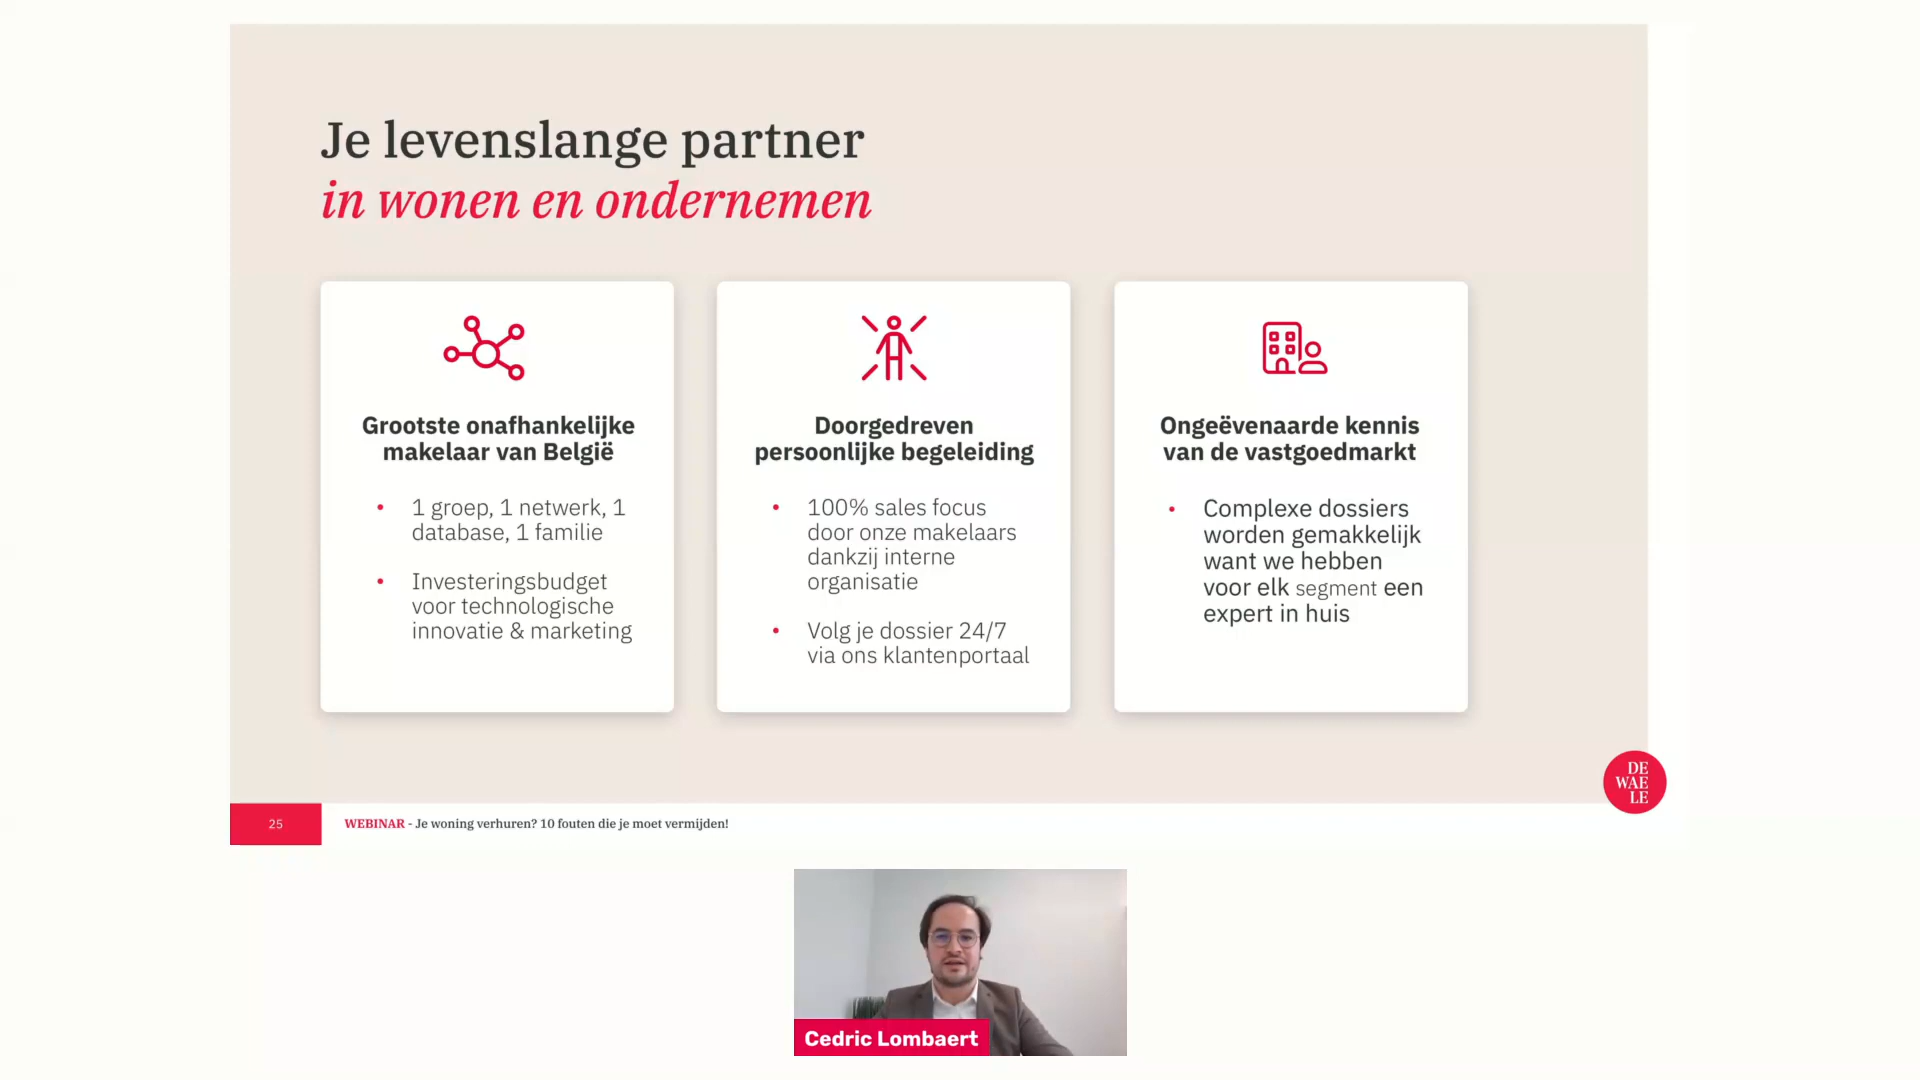 Je levenslange partner
in wonen en ondernemen
Grootste onafhankelijke
makelaar van België
• 1 groep, 1 netwerk, 1
database, 1 familie
• Investeringsbudget
voor technologische
innovatie & marketing
Doorgedreven
persoonlijke begeleiding
• 100% sales focus
door onze makelaars
dankzij interne
organisatie
• Volg je dossier 24/7
via ons klantenportaal
Ongeëvenaarde kennis
van de vastgoedmarkt
• Complexe dossiers
worden gemakkelijk
want we hebben
voor elk segment een
expert in huis
DE
WAE
LE
25
WEBINAR - Je woning verhuren? 10 fouten die je moet vermijden!
Cedric Lombaert